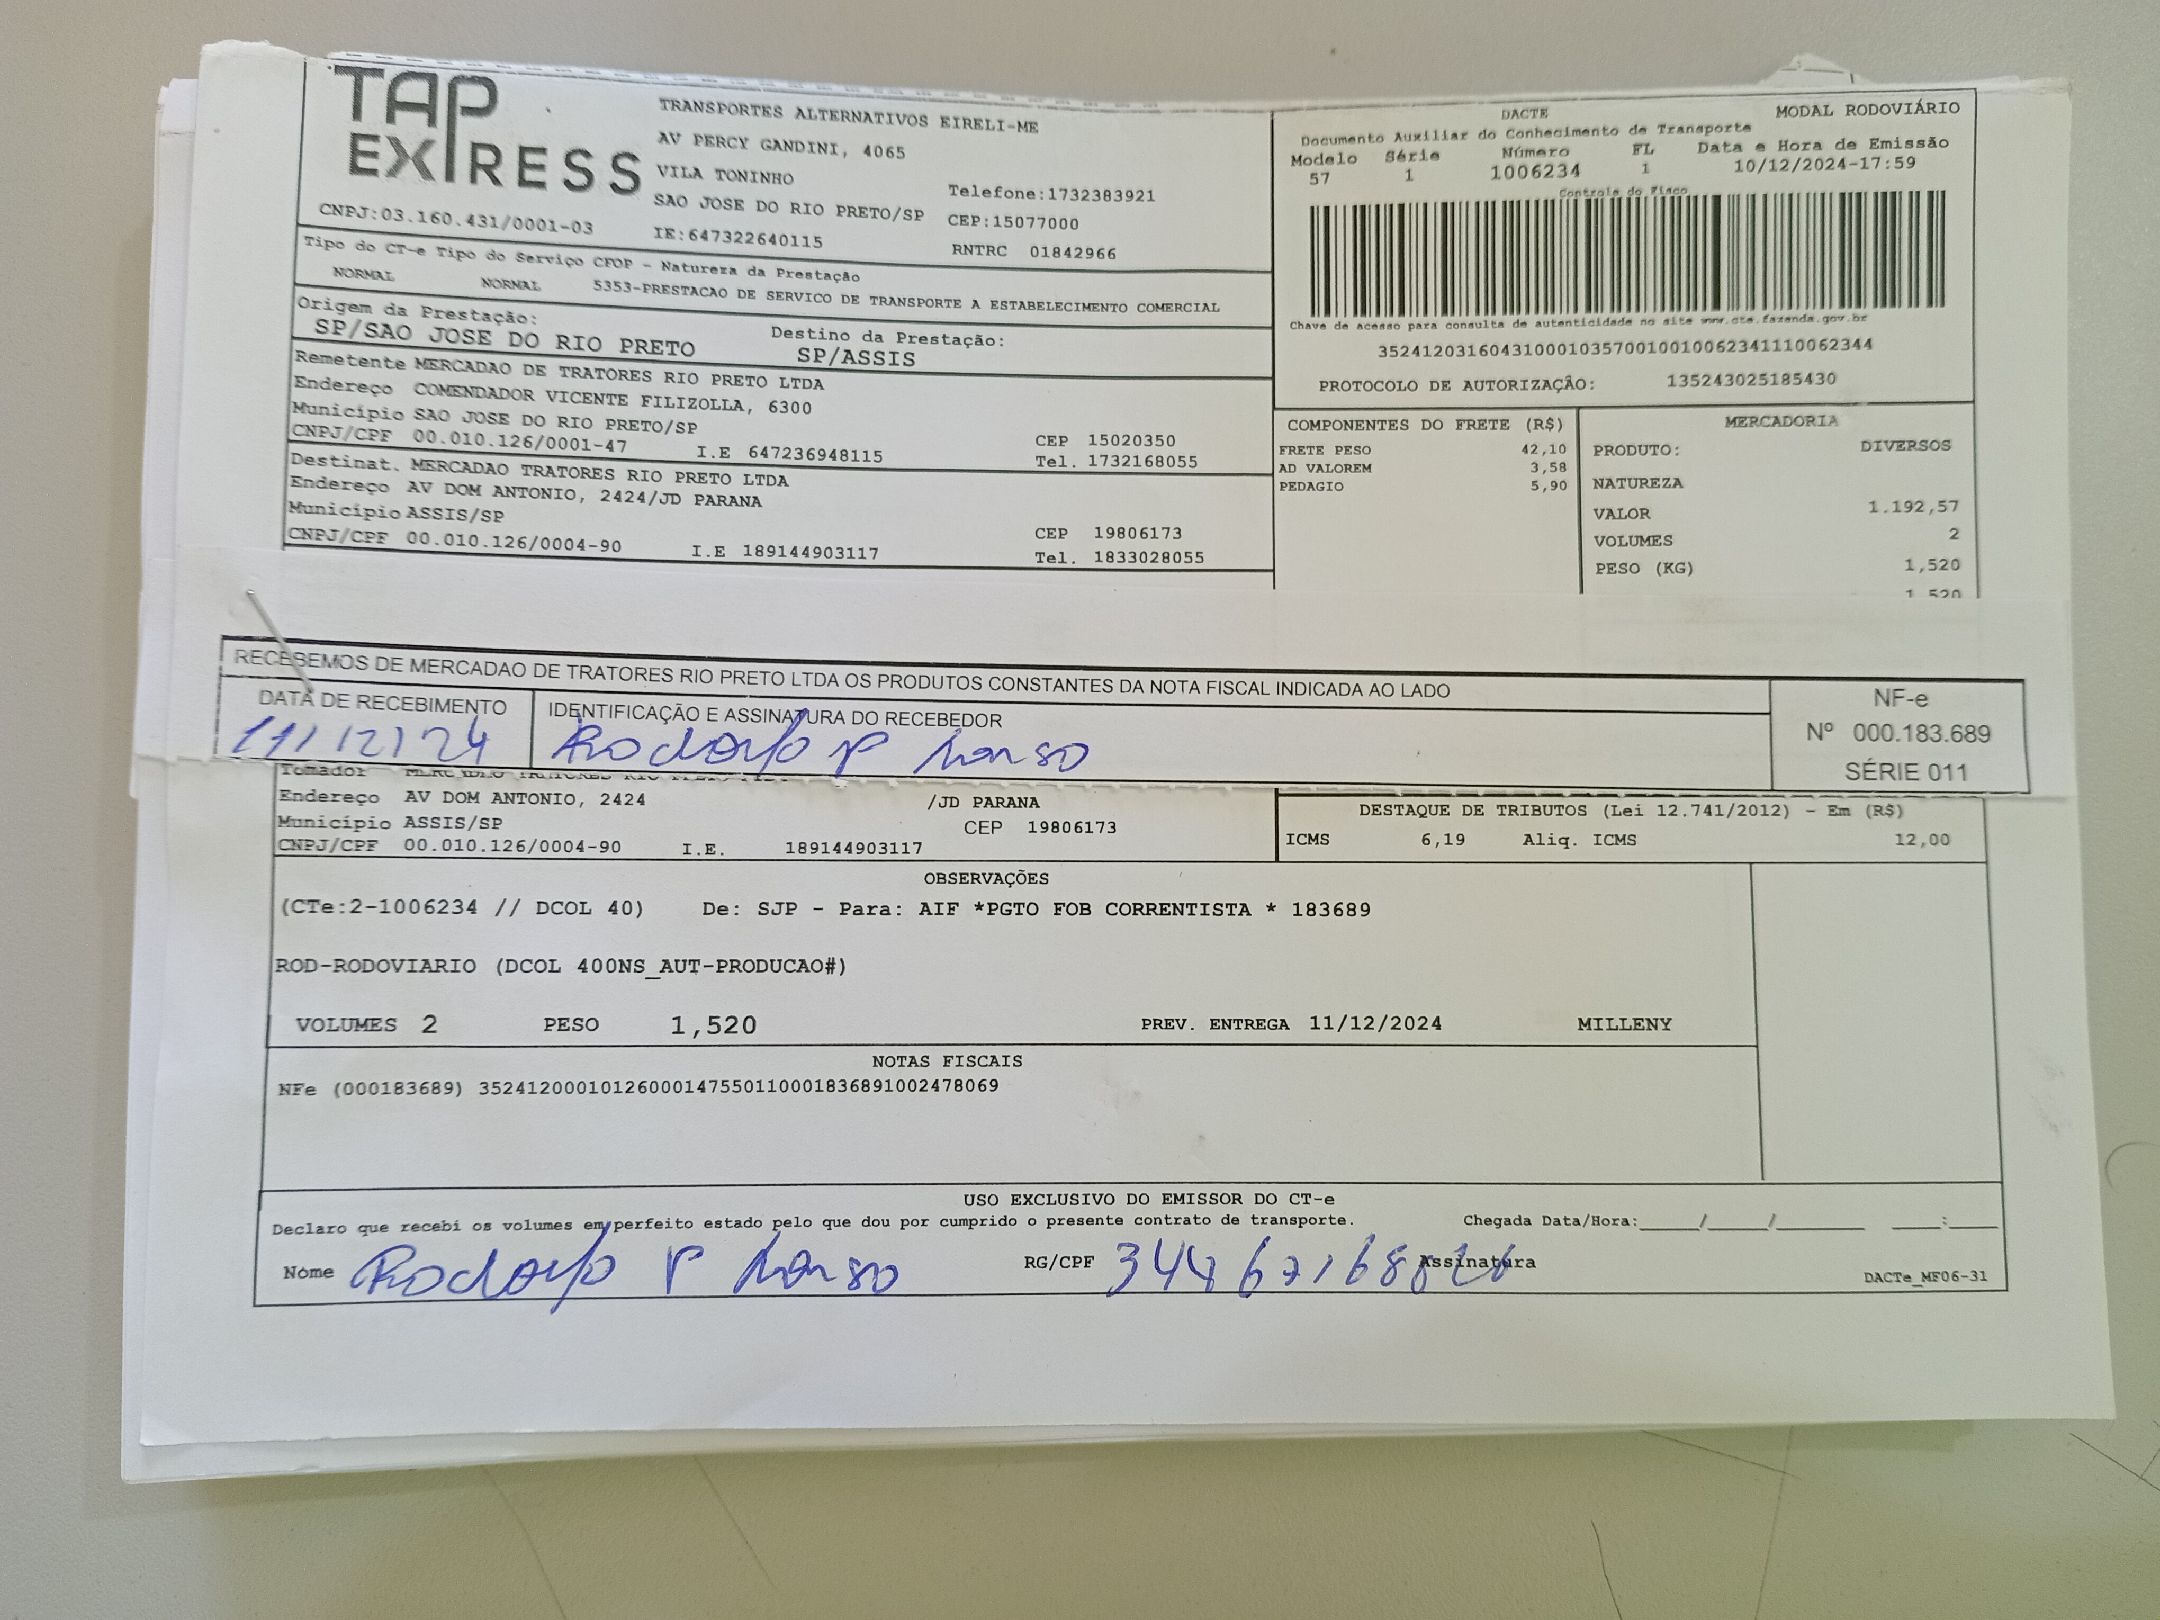 TAP
EXPRESS
TRANSPORTES ALTERNATIVOS EIRELI-ME
AV PERCY GANDINI, 4065
VILA TONINHO
SAO JOSE DO RIO PRETO/SP
Telefone:1732383921
CEP:15077000
CNPJ:03.160.431/0001-03
IE:647322640115
RNTRC 01842966
Tipo do CT-e Tipo do Serviço CFOP - Natureza da Prestação
NORMAL NORMAL 5353-PRESTACAO DE SERVICO DE TRANSPORTE A ESTABELECIMENTO COMERCIAL
Origem da Prestação: Destino da Prestação:
SP/SAO JOSE DO RIO PRETO SP/ASSIS
Remetente MERCADAO DE TRATORES RIO PRETO LTDA
Endereço COMENDADOR VICENTE FILIZOLLA, 6300
Município SAO JOSE DO RIO PRETO/SP CEP 15020350
CNPJ/CPF 00.010.126/0001-47 I.E 647236948115 Tel. 1732168055
Destinat. MERCADAO TRATORES RIO PRETO LTDA
Endereço AV DOM ANTONIO, 2424/JD PARANA
Município ASSIS/SP CEP 19806173
CNPJ/CPF 00.010.126/0004-90 I.E 189144903117 Tel. 1833028055
DACTE MODAL RODOVIÁRIO
Documento Auxiliar do Conhecimento de Transporte
Modelo Série Número FL Data e Hora de Emissão
57 1 1006234 1 10/12/2024-17:59
Controle do Fisco
Chave de acesso para consulta de autenticidade no site www.cte.fazenda.gov.br
35241203160431000103570010010062341110062344
PROTOCOLO DE AUTORIZAÇÃO: 135243025185430
COMPONENTES DO FRETE (R$)
FRETE PESO 42,10
AD VALOREM 3,58
PEDAGIO 5,90
MERCADORIA
PRODUTO: DIVERSOS
NATUREZA
VALOR 1.192,57
VOLUMES 2
PESO (KG) 1,520
1,520
RECEBEMOS DE MERCADAO DE TRATORES RIO PRETO LTDA OS PRODUTOS CONSTANTES DA NOTA FISCAL INDICADA AO LADO
DATA DE RECEBIMENTO IDENTIFICAÇÃO E ASSINATURA DO RECEBEDOR
11/12/24 Rodolfo P
NF-e
Nº 000.183.689
SÉRIE 011
Tomador
Endereço AV DOM ANTONIO, 2424 /JD PARANA
Município ASSIS/SP CEP 19806173
CNPJ/CPF 00.010.126/0004-90 I.E. 189144903117
DESTAQUE DE TRIBUTOS (Lei 12.741/2012) - Em (R$)
ICMS 6,19 Aliq. ICMS 12,00
OBSERVAÇÕES
(CTe:2-1006234 // DCOL 40) De: SJP - Para: AIF *PGTO FOB CORRENTISTA * 183689
ROD-RODOVIARIO (DCOL 400NS_AUT-PRODUCAO#)
VOLUMES 2 PESO 1,520 PREV. ENTREGA 11/12/2024 MILLENY
NOTAS FISCAIS
NFe (000183689) 35241200010126000147550110001836891002478069
USO EXCLUSIVO DO EMISSOR DO CT-e
Declaro que recebi os volumes em perfeito estado pelo que dou por cumprido o presente contrato de transporte. Chegada Data/Hora:_____/_____/_______ ____:____
Nome Rodolfo P RG/CPF Assinatura
DACTe_MF06-31